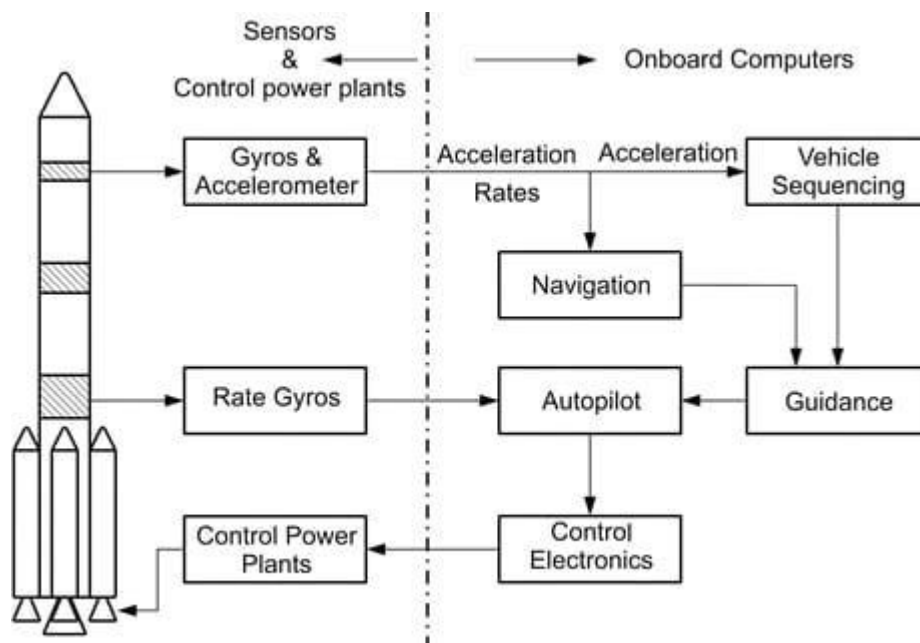 Sensors
&
Control power plants
Onboard Computers
Gyros &
Accelerometer
Acceleration
Rates
Acceleration
Vehicle
Sequencing
Navigation
Rate Gyros
Autopilot
Guidance
Control Power
Plants
Control
Electronics